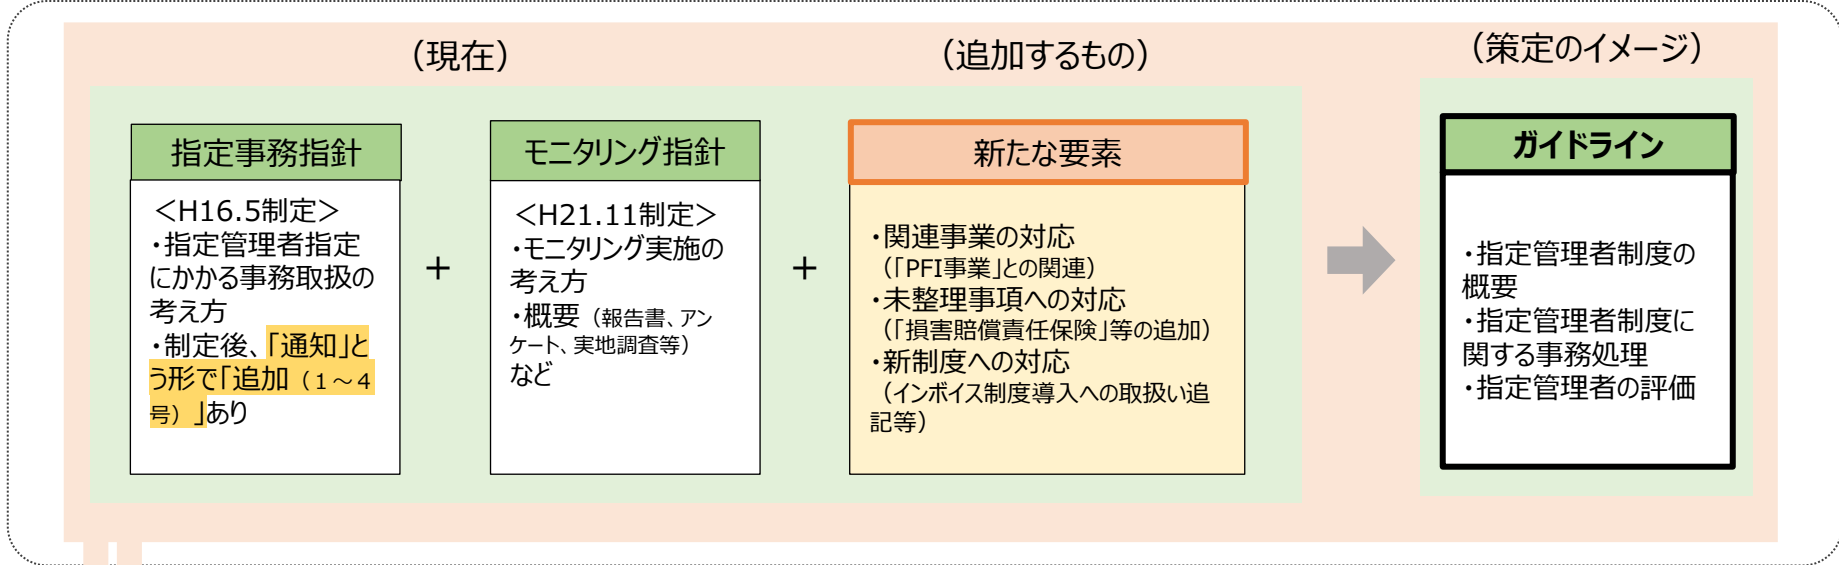 （現在）
（追加するもの）
（策定のイメージ）
指定事務指針
＜H16.5制定＞
・指定管理者指定
にかかる事務取扱の
考え方
・制定後、「通知」と
う形で「追加（１～４
号）」あり
＋
モニタリング指針
＜H21.11制定＞
・モニタリング実施の
考え方
・概要（報告書、アン
ケート、実地調査等）
など
＋
新たな要素
・関連事業の対応
（「PFI事業」との関連）
・未整理事項への対応
（「損害賠償責任保険」等の追加）
・新制度への対応
（インボイス制度導入への取扱い追
記等）
ガイドライン
・指定管理者制度の
概要
・指定管理者制度に
関する事務処理
・指定管理者の評価